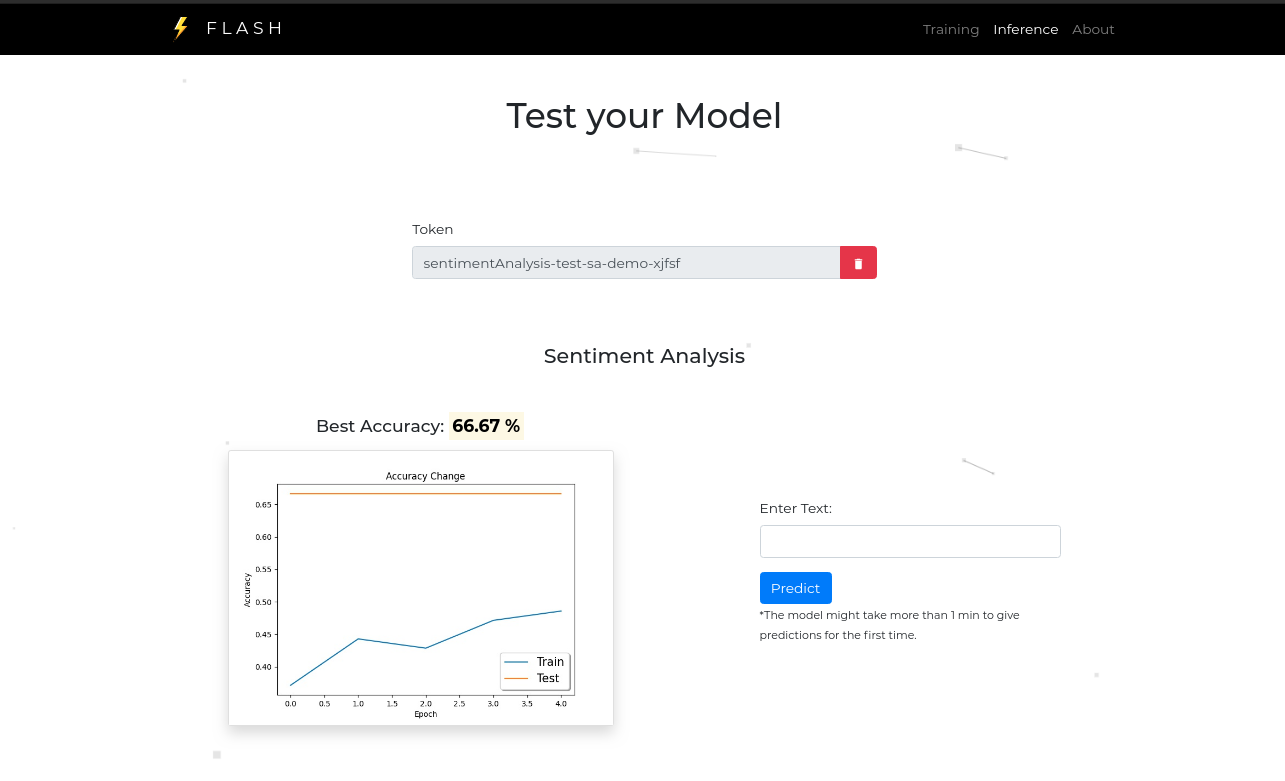 FLASH
Training Inference About
Test your Model
Token
sentimentAnalysis-test-sa-demo-xjfsf
Sentiment Analysis
Best Accuracy: 66.67 %
Accuracy Change
0.65
0.60
0.55
0.50
0.45
0.40
Accuracy
Train
Test
0.0 0.5 1.0 1.5 2.0 2.5 3.0 3.5 4.0
Epoch
Enter Text:
Predict
*The model might take more than 1 min to give
predictions for the first time.